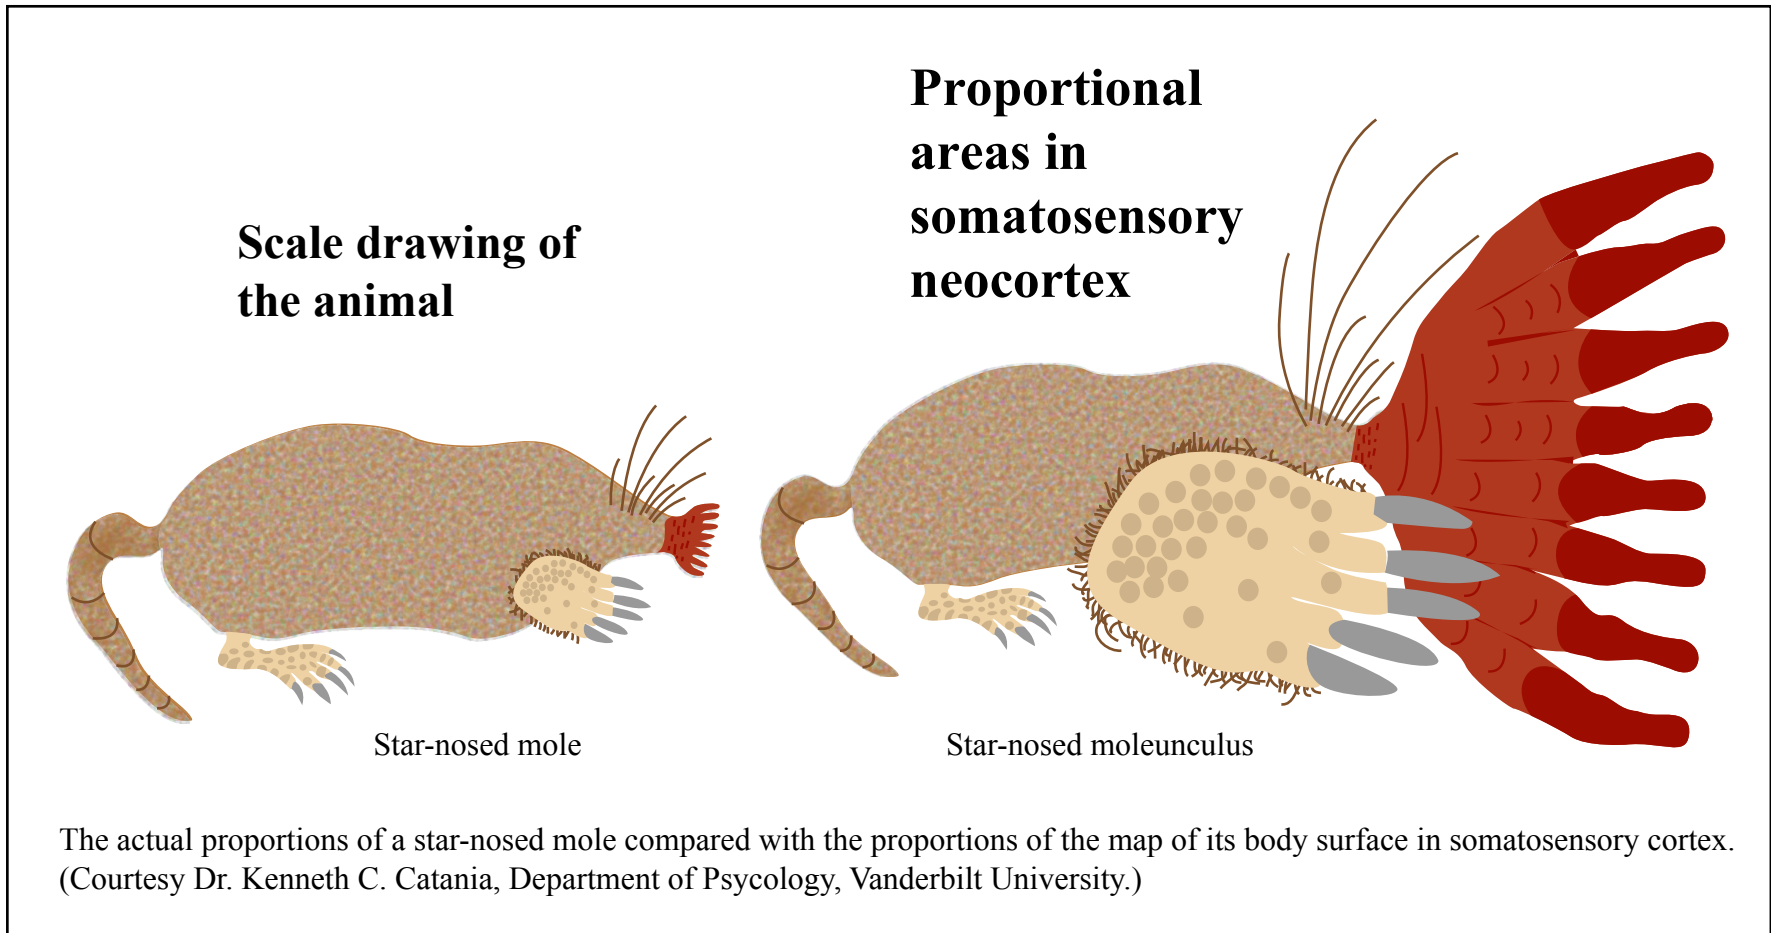 Scale drawing of
the animal
Proportional
areas in
somatosensory
neocortex
Star-nosed mole
Star-nosed moleunculus
The actual proportions of a star-nosed mole compared with the proportions of the map of its body surface in somatosensory cortex.
(Courtesy Dr. Kenneth C. Catania, Department of Psycology, Vanderbilt University.)